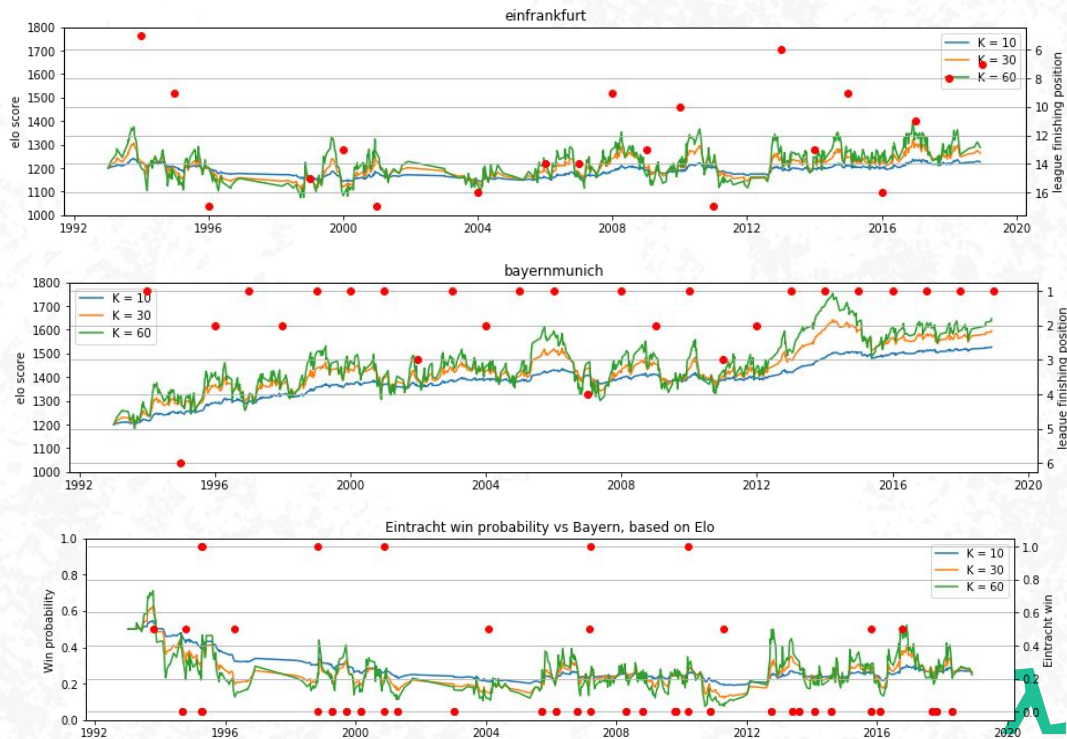 einfrankfurt
elo score
1800
1700
1600
1500
1400
1300
1200
1100
1000
K = 10
K = 30
K = 60
6
8
10
12
14
16
league finishing position
1992 1996 2000 2004 2008 2012 2016 2020
bayernmunich
elo score
1800
1700
1600
1500
1400
1300
1200
1100
1000
K = 10
K = 30
K = 60
1
2
3
4
5
6
league finishing position
1992 1996 2000 2004 2008 2012 2016 2020
Eintracht win probability vs Bayern, based on Elo
Win probability
1.0
0.8
0.6
0.4
0.2
0.0
K = 10
K = 30
K = 60
1.0
0.8
0.6
0.4
0.2
0.0
Eintracht win
1992 1996 2000 2004 2008 2012 2016 2020